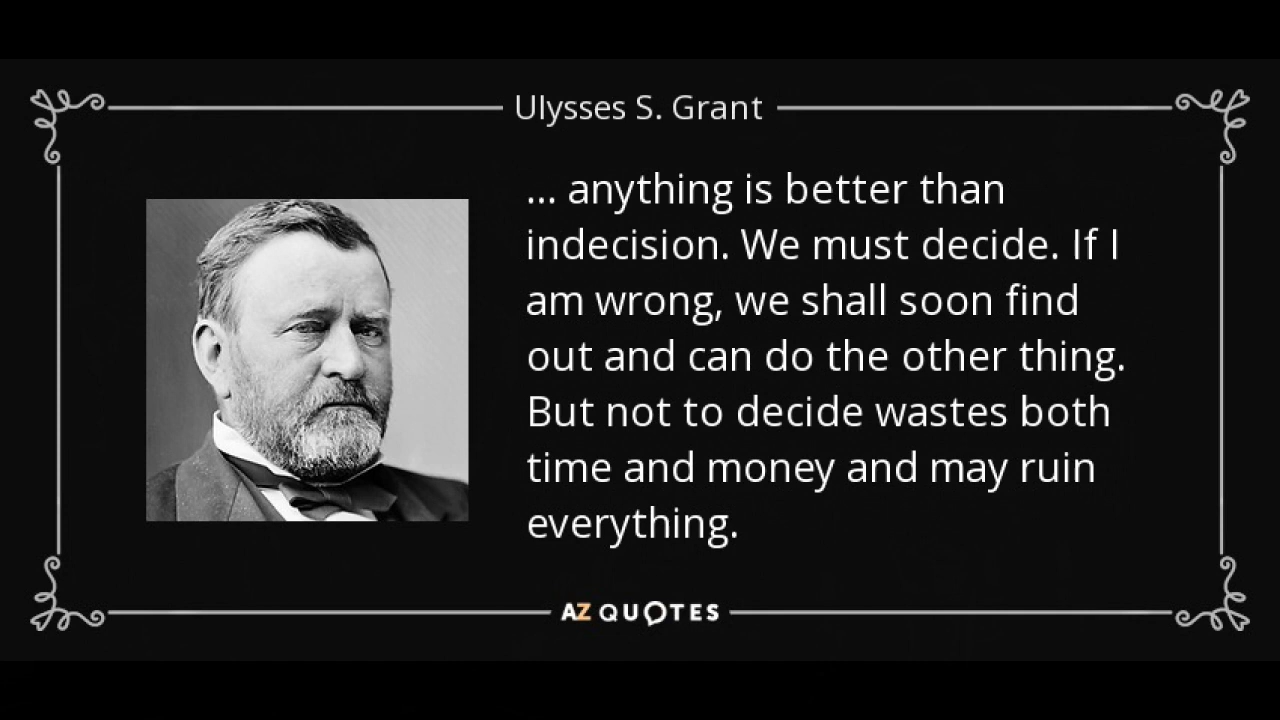 Ulysses S. Grant
... anything is better than
indecision. We must decide. If I
am wrong, we shall soon find
out and can do the other thing.
But not to decide wastes both
time and money and may ruin
everything.
AZ QUOTES